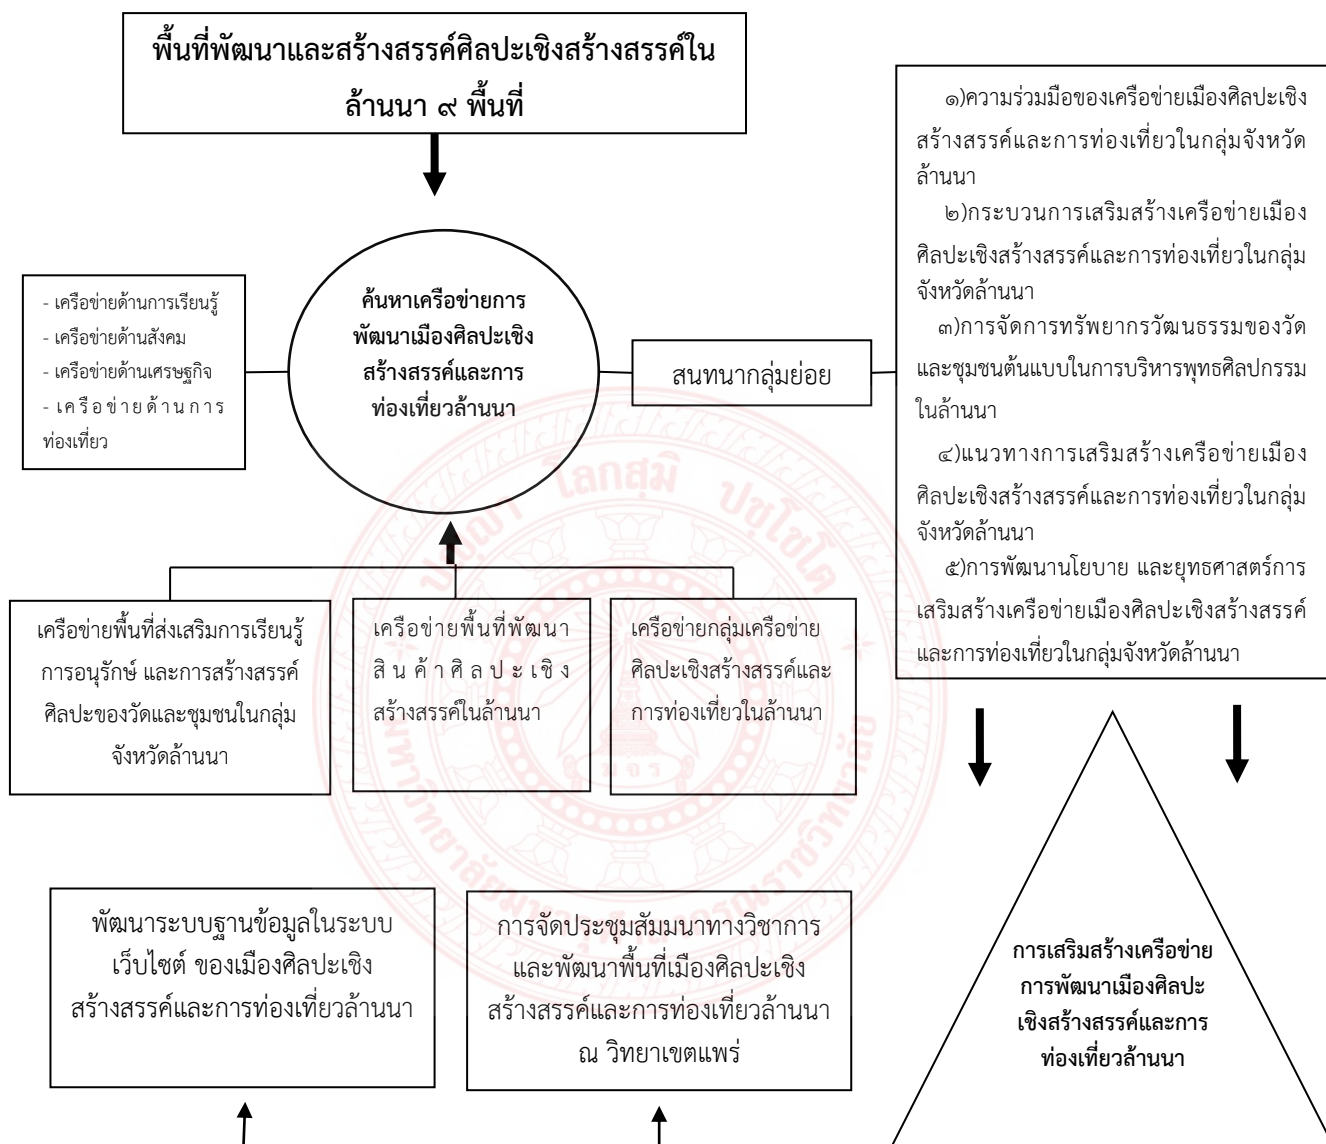 พื้นที่พัฒนาและสร้างสรรค์ศิลปะเชิงสร้างสรรค์ใน
ล้านนา ๙ พื้นที่
- เครือข่ายด้านการเรียนรู้
- เครือข่ายด้านสังคม
- เครือข่ายด้านเศรษฐกิจ
- เครือข่ายด้านการ
ท่องเที่ยว
ค้นหาเครือข่ายการ
พัฒนาเมืองศิลปะเชิง
สร้างสรรค์และการ
ท่องเที่ยวล้านนา
สนทนากลุ่มย่อย
๑)ความร่วมมือของเครือข่ายเมืองศิลปะเชิง
สร้างสรรค์และการท่องเที่ยวในกลุ่มจังหวัด
ล้านนา
๒)กระบวนการเสริมสร้างเครือข่ายเมือง
ศิลปะเชิงสร้างสรรค์และการท่องเที่ยวในกลุ่ม
จังหวัดล้านนา
๓)การจัดการทรัพยากรวัฒนธรรมของวัด
และชุมชนต้นแบบในการบริหารพุทธศิลปกรรม
ในล้านนา
๔)แนวทางการเสริมสร้างเครือข่ายเมือง
ศิลปะเชิงสร้างสรรค์และการท่องเที่ยวในกลุ่ม
จังหวัดล้านนา
๕)การพัฒนานโยบาย และยุทธศาสตร์การ
เสริมสร้างเครือข่ายเมืองศิลปะเชิงสร้างสรรค์
และการท่องเที่ยวในกลุ่มจังหวัดล้านนา
เครือข่ายพื้นที่ส่งเสริมการเรียนรู้
การอนุรักษ์ และการสร้างสรรค์
ศิลปะของวัดและชุมชนในกลุ่ม
จังหวัดล้านนา
เครือข่ายพื้นที่พัฒนา
สินค้าศิลปะเชิง
สร้างสรรค์ในล้านนา
เครือข่ายกลุ่มเครือข่าย
ศิลปะเชิงสร้างสรรค์และ
การท่องเที่ยวในล้านนา
พัฒนาระบบฐานข้อมูลในระบบ
เว็บไซต์ ของเมืองศิลปะเชิง
สร้างสรรค์และการท่องเที่ยวล้านนา
การจัดประชุมสัมมนาทางวิชาการ
และพัฒนาพื้นที่เมืองศิลปะเชิง
สร้างสรรค์และการท่องเที่ยวล้านนา
ณ วิทยาเขตแพร่
การเสริมสร้างเครือข่าย
การพัฒนาเมืองศิลปะ
เชิงสร้างสรรค์และการ
ท่องเที่ยวล้านนา
ปญฺญา โลกสฺมิ ปชฺโชโต
มจร
มหาวิทยาลัยมหาจุฬาลงกรณราชวิทยาลัย